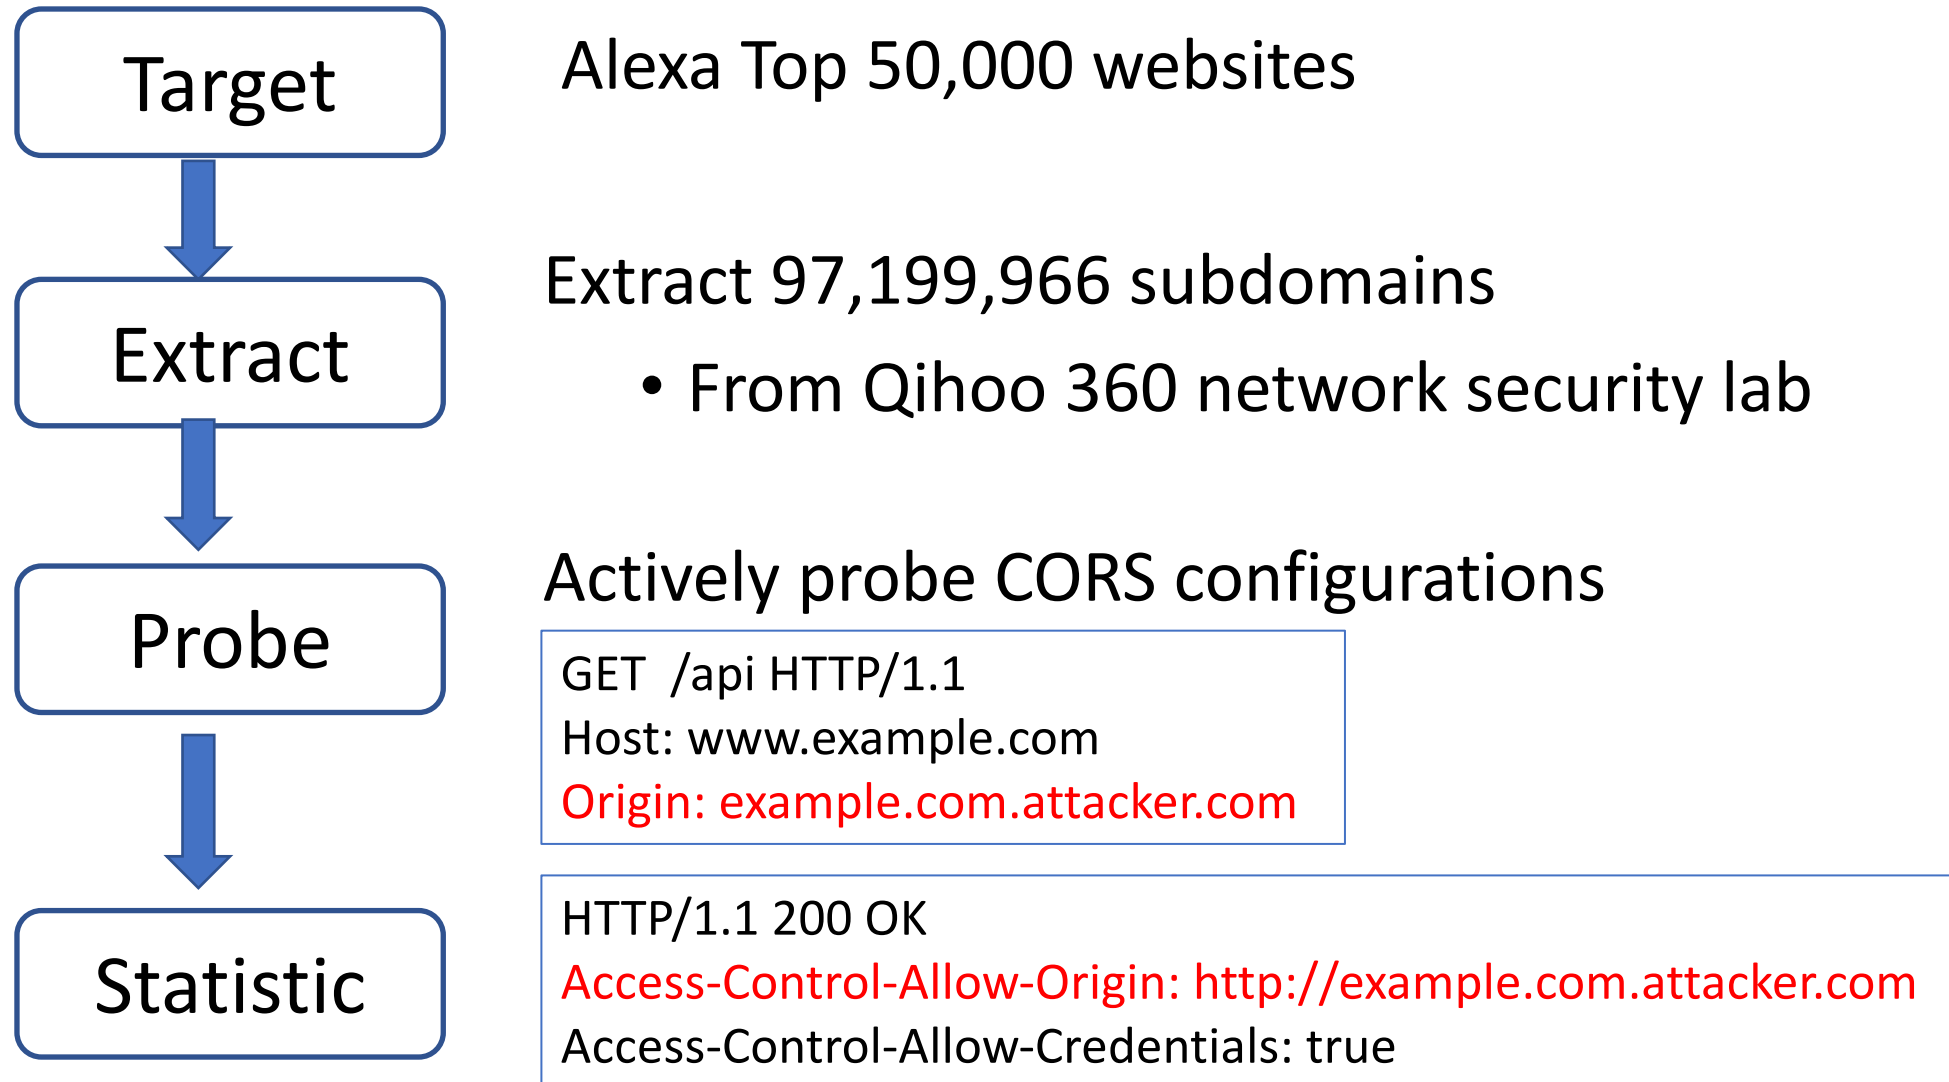 Target
Alexa Top 50,000 websites
Extract
Extract 97,199,966 subdomains
• From Qihoo 360 network security lab
Probe
Actively probe CORS configurations
GET  /api HTTP/1.1
Host: www.example.com
Origin: example.com.attacker.com
Statistic
HTTP/1.1 200 OK
Access-Control-Allow-Origin: http://example.com.attacker.com
Access-Control-Allow-Credentials: true